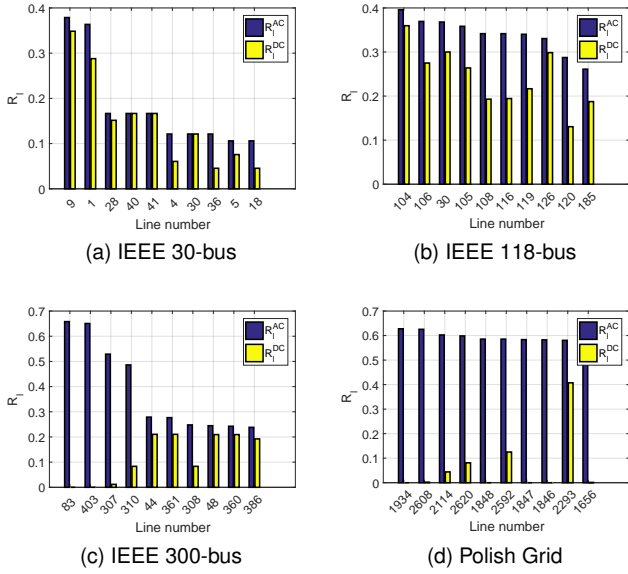 0.4
0.3
0.2
0.1
0
R_l
R_l^AC
R_l^DC
9 1 28 40 41 4 30 36 5 18
Line number
(a) IEEE 30-bus
0.4
0.3
0.2
0.1
0
R_l
R_l^AC
R_l^DC
104 106 30 105 108 116 119 126 120 185
Line number
(b) IEEE 118-bus
0.7
0.6
0.5
0.4
0.3
0.2
0.1
0
R_l
R_l^AC
R_l^DC
83 403 307 310 44 361 308 48 360 386
Line number
(c) IEEE 300-bus
0.7
0.6
0.5
0.4
0.3
0.2
0.1
0
R_l
R_l^AC
R_l^DC
1934 2608 2114 2620 1848 2592 1847 1846 2293 1656
Line number
(d) Polish Grid